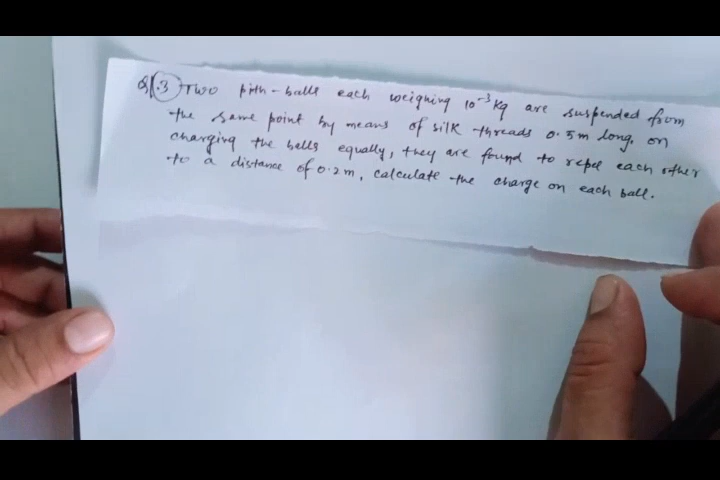 Q.3 Two pith-balls each weighing 10⁻³ Kg are suspended from
the same point by means of silk threads 0.5m long. on
charging the balls equally, they are found to repel each other
to a distance of 0.2m, calculate the charge on each ball.